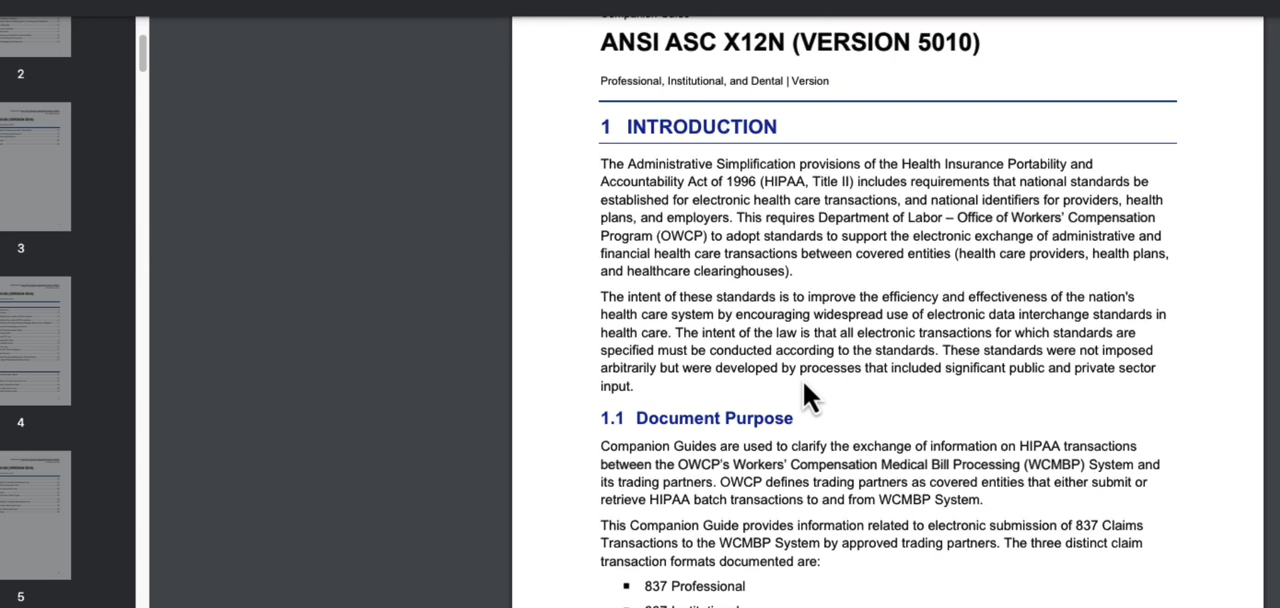 ANSI ASC X12N (VERSION 5010)
Professional, Institutional, and Dental | Version
1 INTRODUCTION
The Administrative Simplification provisions of the Health Insurance Portability and
Accountability Act of 1996 (HIPAA, Title II) includes requirements that national standards be
established for electronic health care transactions, and national identifiers for providers, health
plans, and employers. This requires Department of Labor – Office of Workers' Compensation
Program (OWCP) to adopt standards to support the electronic exchange of administrative and
financial health care transactions between covered entities (health care providers, health plans,
and healthcare clearinghouses).
The intent of these standards is to improve the efficiency and effectiveness of the nation's
health care system by encouraging widespread use of electronic data interchange standards in
health care. The intent of the law is that all electronic transactions for which standards are
specified must be conducted according to the standards. These standards were not imposed
arbitrarily but were developed by processes that included significant public and private sector
input.
1.1 Document Purpose
Companion Guides are used to clarify the exchange of information on HIPAA transactions
between the OWCP's Workers' Compensation Medical Bill Processing (WCMBP) System and
its trading partners. OWCP defines trading partners as covered entities that either submit or
retrieve HIPAA batch transactions to and from WCMBP System.
This Companion Guide provides information related to electronic submission of 837 Claims
Transactions to the WCMBP System by approved trading partners. The three distinct claim
transaction formats documented are:
▪ 837 Professional
2
3
4
5